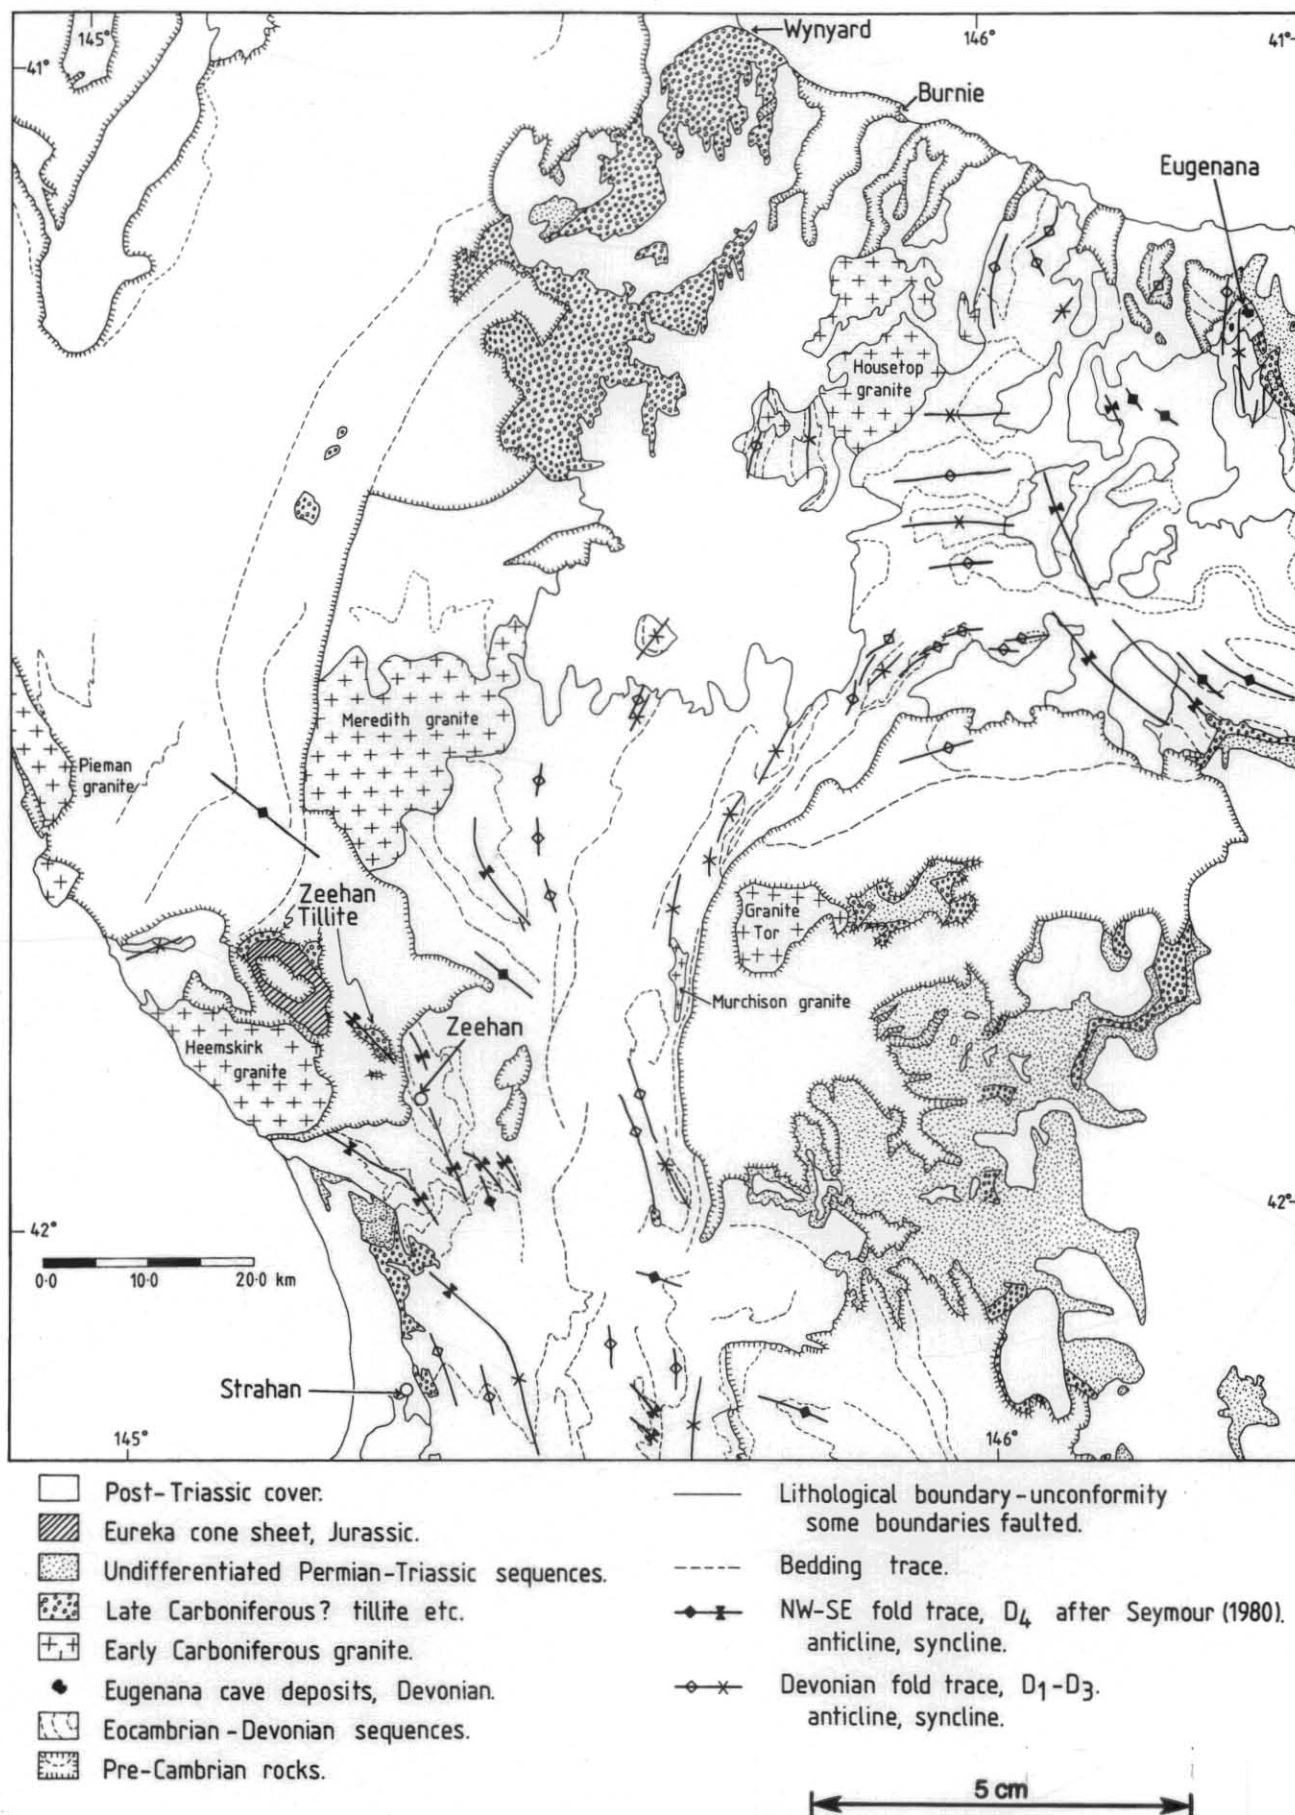 145°
Wynyard
146°
41°
41°
Burnie
Eugenana
Housetop
granite
Meredith granite
Pieman
granite
Zeehan
Tillite
Granite
Tor
Murchison granite
Heemskirk
granite
Zeehan
42°
42°
0·0 10·0 20·0 km
Strahan
145°
146°
Post-Triassic cover.
Eureka cone sheet, Jurassic.
Undifferentiated Permian-Triassic sequences.
Late Carboniferous? tillite etc.
Early Carboniferous granite.
Eugenana cave deposits, Devonian.
Eocambrian-Devonian sequences.
Pre-Cambrian rocks.
Lithological boundary-unconformity
some boundaries faulted.
Bedding trace.
NW-SE fold trace, D4 after Seymour (1980).
anticline, syncline.
Devonian fold trace, D1-D3.
anticline, syncline.
5 cm